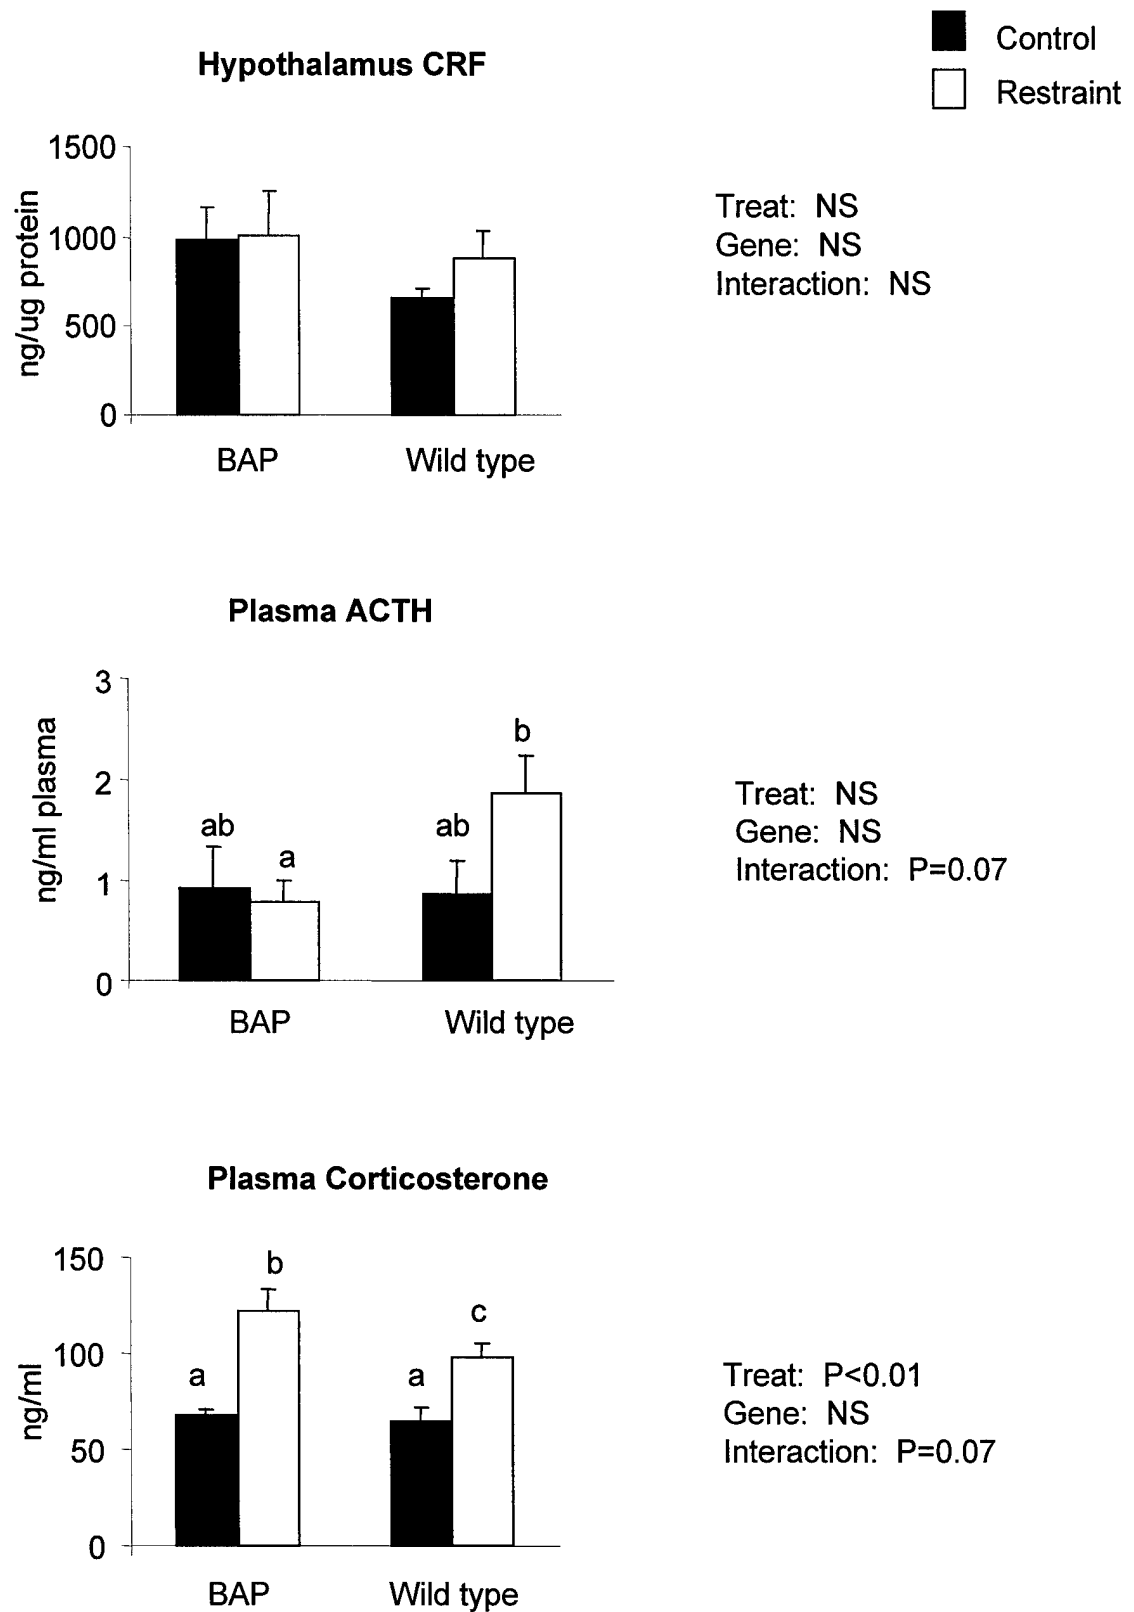 Control
Restraint
Hypothalamus CRF
1500
1000
500
0
ng/ug protein
BAP
Wild type
Treat: NS
Gene: NS
Interaction: NS
Plasma ACTH
3
2
1
0
ng/ml plasma
ab
a
ab
b
BAP
Wild type
Treat: NS
Gene: NS
Interaction: P=0.07
Plasma Corticosterone
150
100
50
0
ng/ml
a
b
a
c
BAP
Wild type
Treat: P<0.01
Gene: NS
Interaction: P=0.07